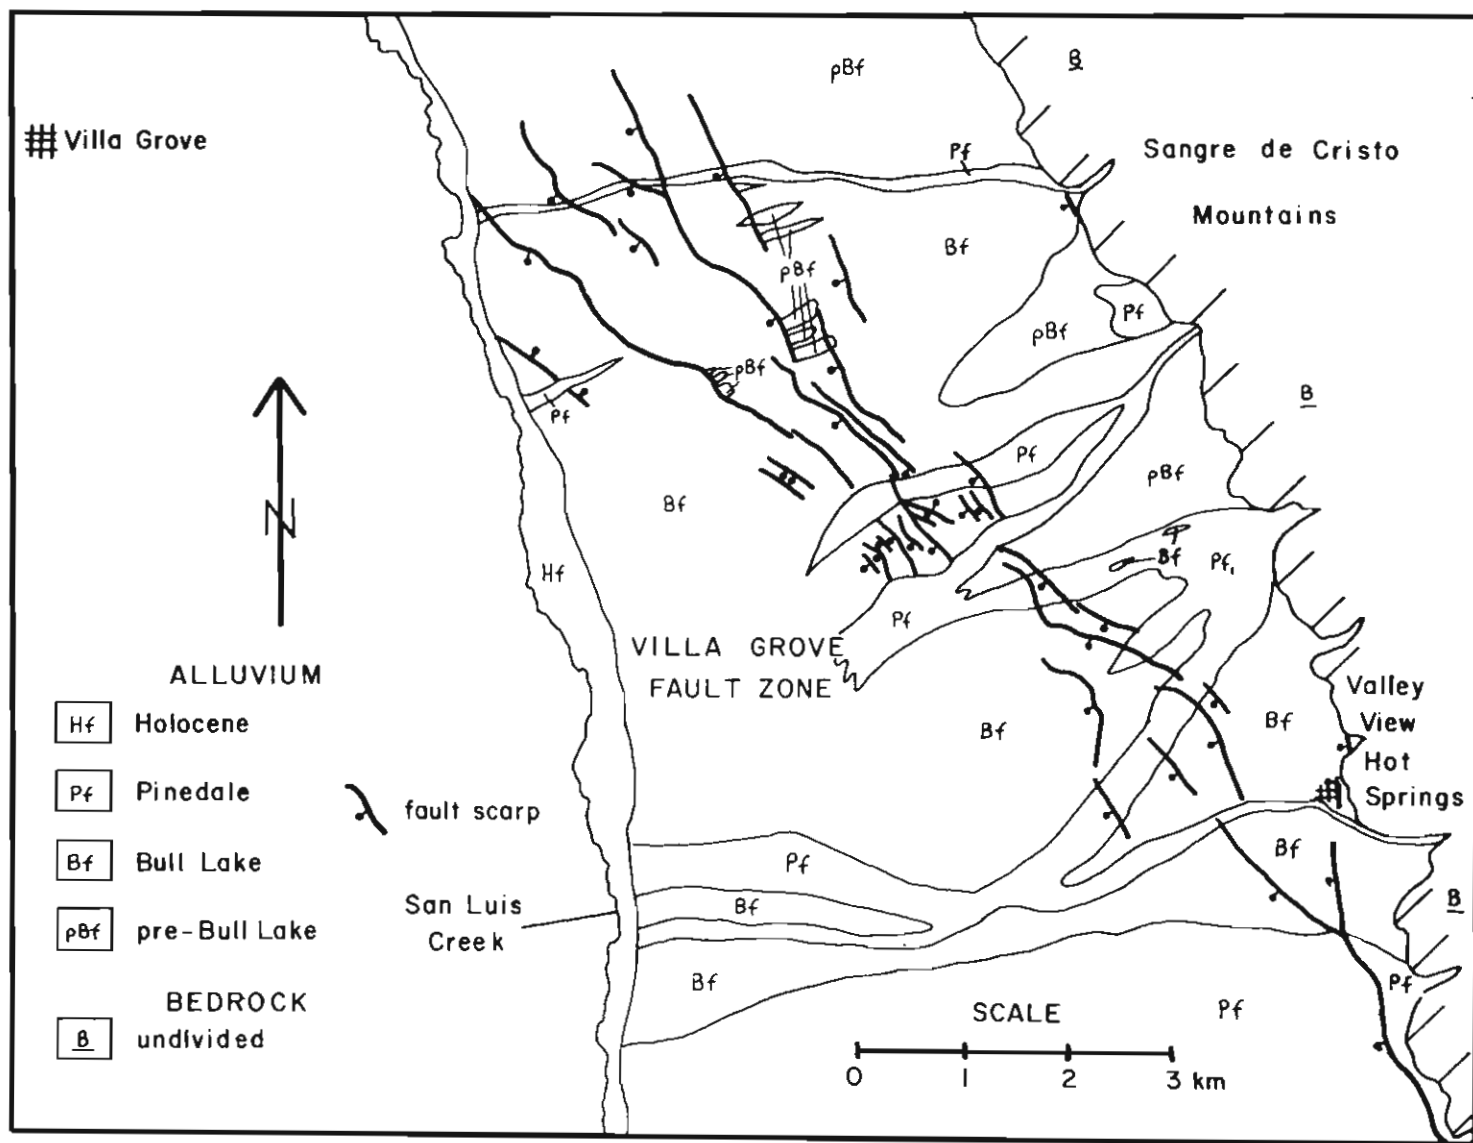 B
pBf
Villa Grove
Pf
Sangre de Cristo
Mountains
Bf
pBf
Pf
pBf
pBf
B
Pf
Pf
pBf
Bf
N
Hf
Bf
Pf₁
Pf
VILLA GROVE
FAULT ZONE
ALLUVIUM
Hf Holocene
Pf Pinedale
Bf Bull Lake
pBf pre-Bull Lake
BEDROCK
B undivided
fault scarp
Valley
View
Hot
Springs
Bf
Bf
Bf
Pf
San Luis
Creek
Bf
B
Bf
Pf
Pf
SCALE
0 1 2 3 km